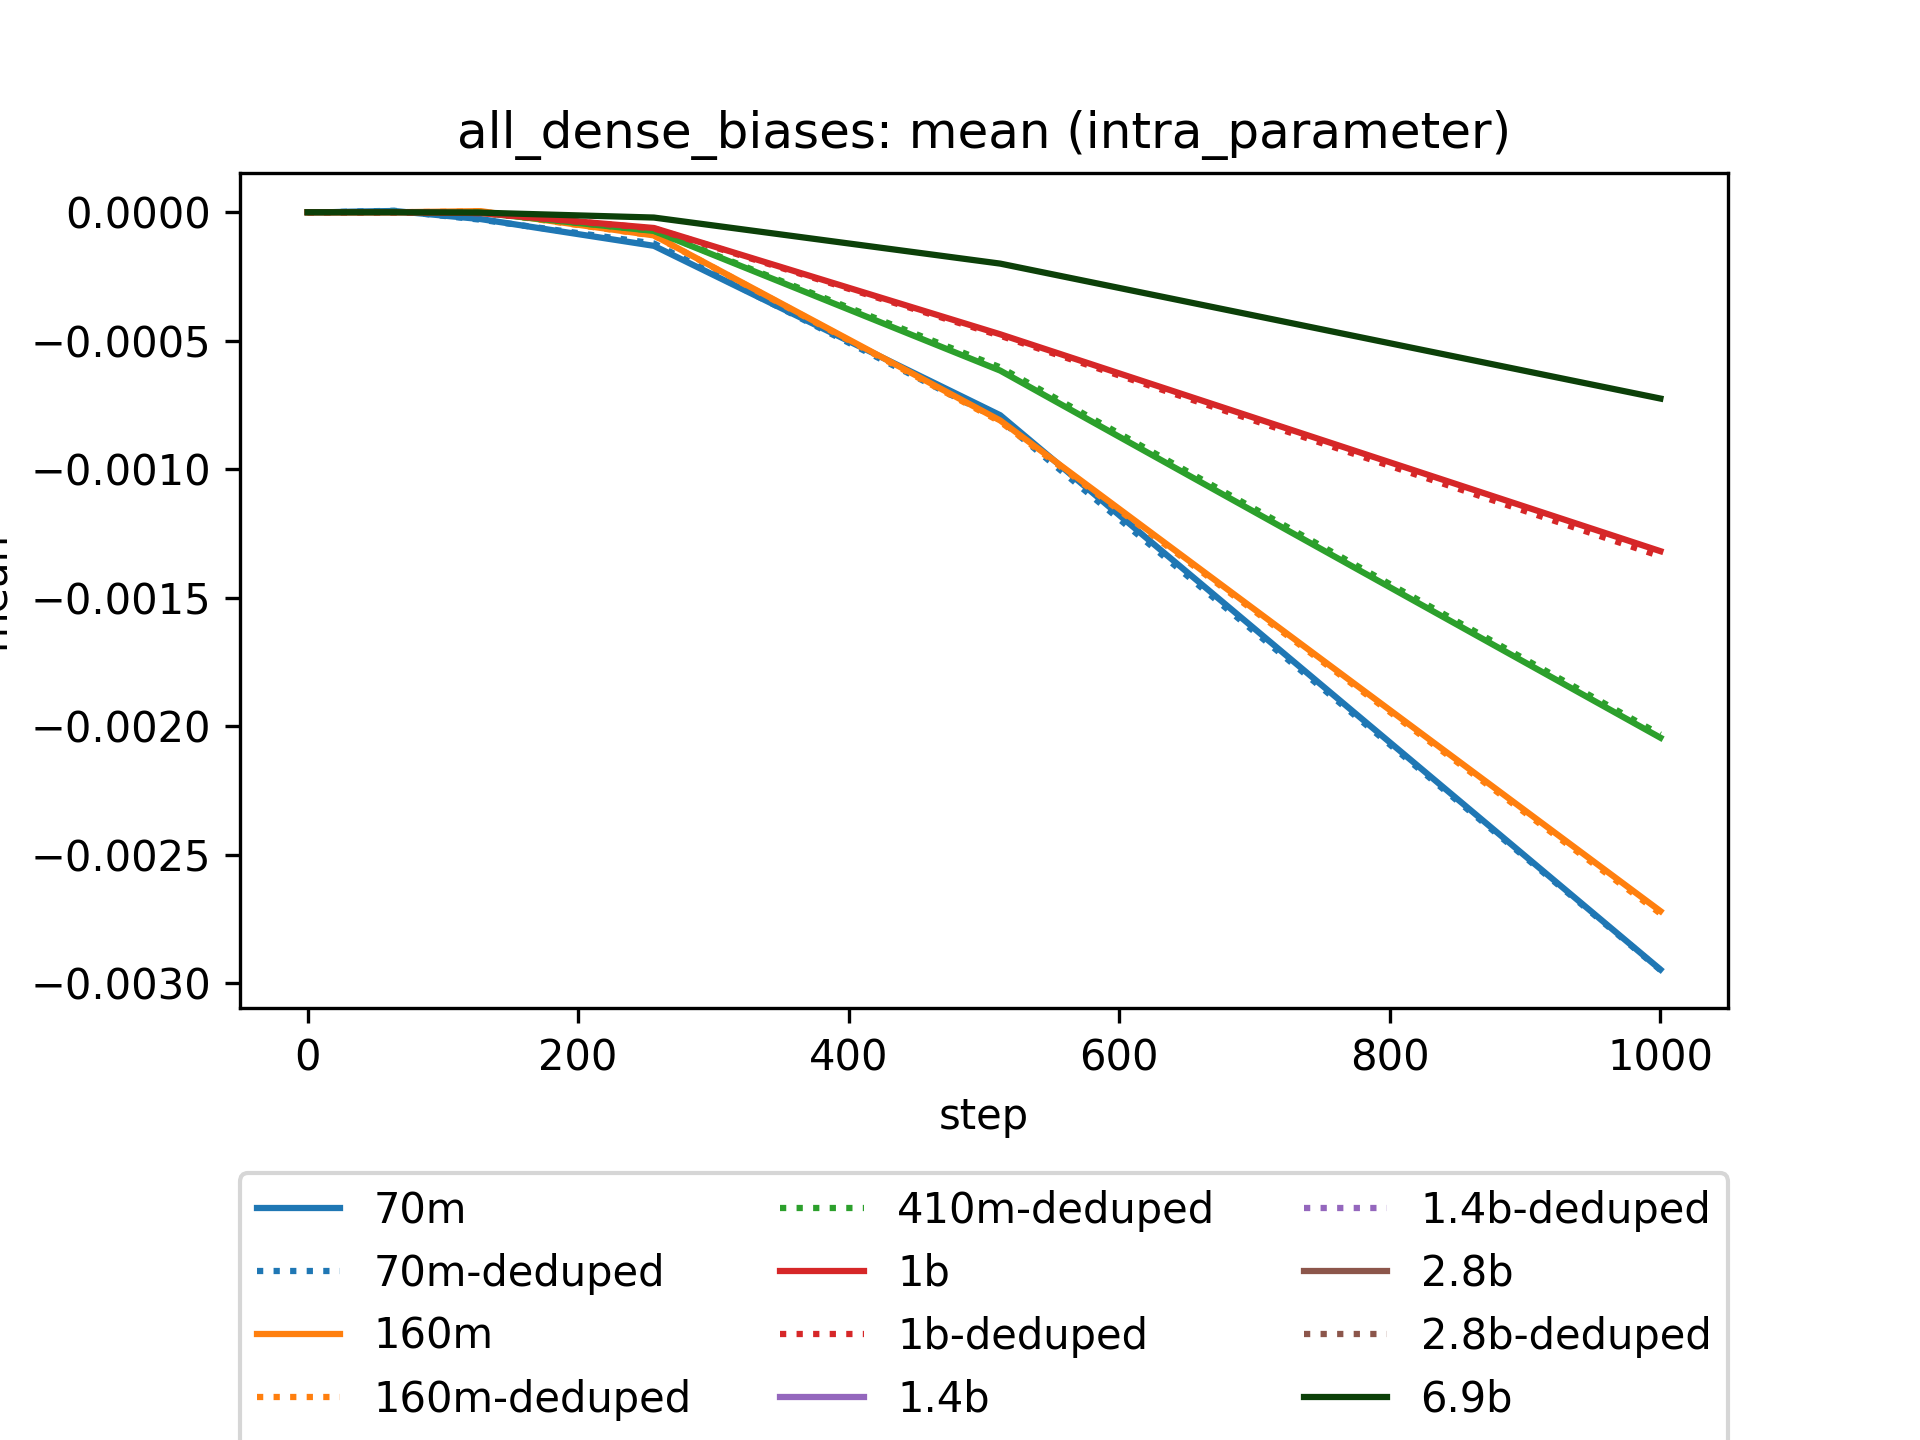 all_dense_biases: mean (intra_parameter)
0.0000
−0.0005
−0.0010
−0.0015
−0.0020
−0.0025
−0.0030
0 200 400 600 800 1000
step
70m 410m-deduped 1.4b-deduped
70m-deduped 1b 2.8b
160m 1b-deduped 2.8b-deduped
160m-deduped 1.4b 6.9b